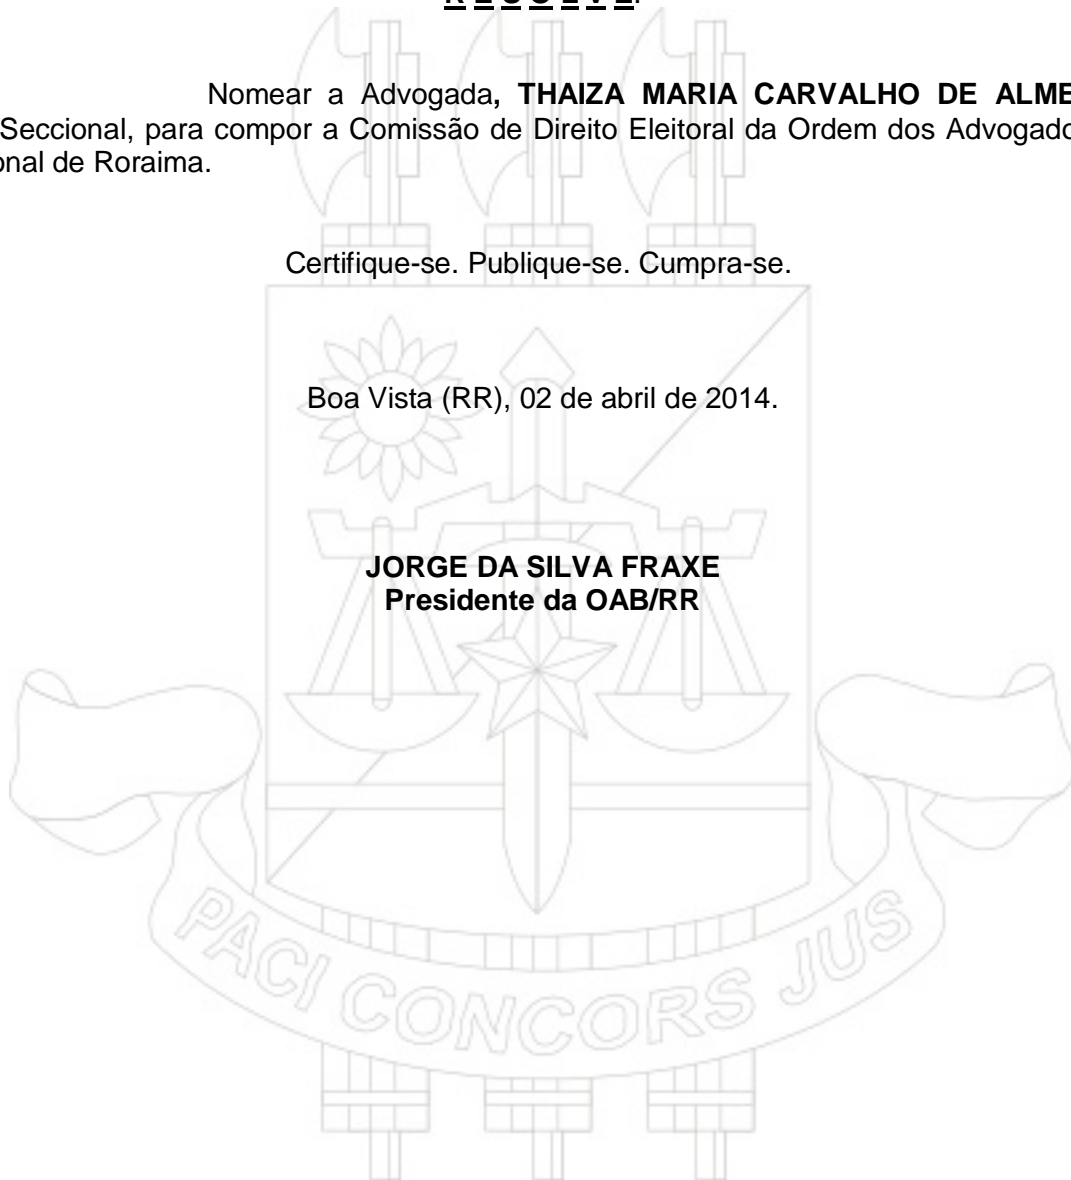 R E S O L V E:
Nomear a Advogada, THAIZA MARIA CARVALHO DE ALME
Seccional, para compor a Comissão de Direito Eleitoral da Ordem dos Advogado
onal de Roraima.
Certifique-se. Publique-se. Cumpra-se.
Boa Vista (RR), 02 de abril de 2014.
JORGE DA SILVA FRAXE
Presidente da OAB/RR
PACI CONCORS JUS